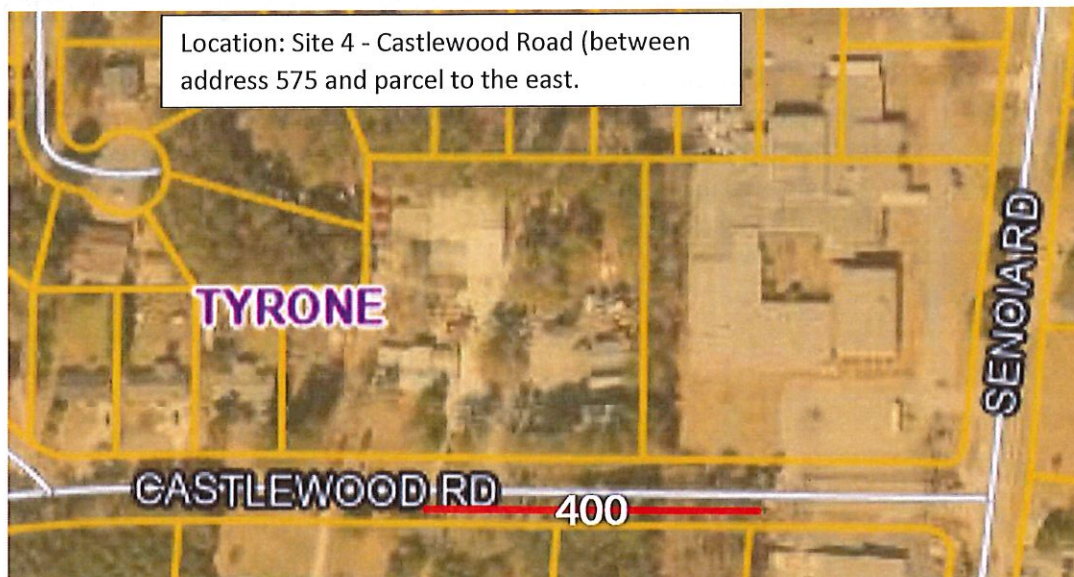 Location: Site 4 - Castlewood Road (between
address 575 and parcel to the east.
TYRONE
SENOIA RD
CASTLEWOOD RD
400